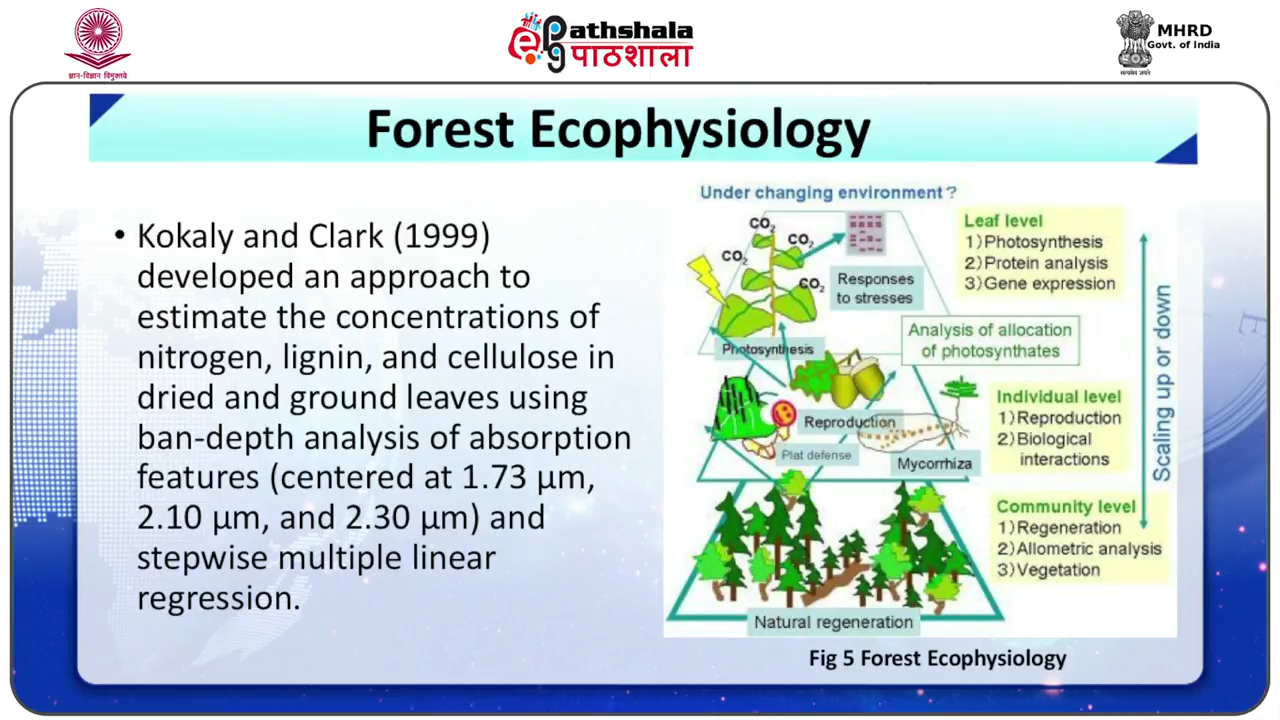 ज्ञान-विज्ञान विमुक्तये
Pathshala
पाठशाला
MHRD
Govt. of India
सत्यमेव जयते
Forest Ecophysiology
• Kokaly and Clark (1999)
developed an approach to
estimate the concentrations of
nitrogen, lignin, and cellulose in
dried and ground leaves using
ban-depth analysis of absorption
features (centered at 1.73 µm,
2.10 µm, and 2.30 µm) and
stepwise multiple linear
regression.
Under changing environment?
CO2
CO2
CO2
CO2
Responses
to stresses
Photosynthesis
Leaf level
1)Photosynthesis
2)Protein analysis
3)Gene expression
Analysis of allocation
of photosynthates
Reproduction
Plat defense
Mycorrhiza
Individual level
1)Reproduction
2)Biological
interactions
Community level
1)Regeneration
2)Allometric analysis
3)Vegetation
Scaling up or down
Natural regeneration
Fig 5 Forest Ecophysiology